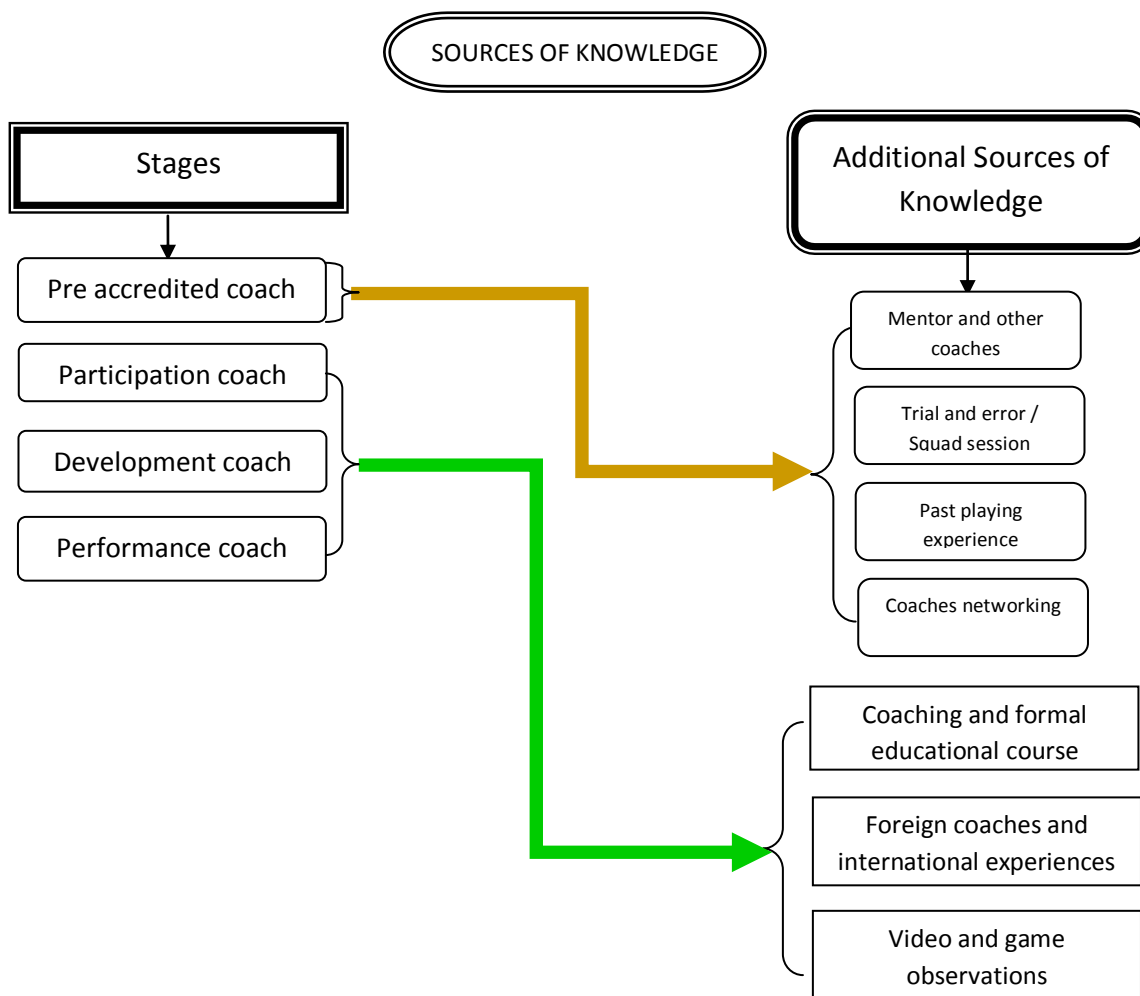 SOURCES OF KNOWLEDGE
Stages
Pre accredited coach
Participation coach
Development coach
Performance coach
Additional Sources of
Knowledge
Mentor and other
coaches
Trial and error /
Squad session
Past playing
experience
Coaches networking
Coaching and formal
educational course
Foreign coaches and
international experiences
Video and game
observations